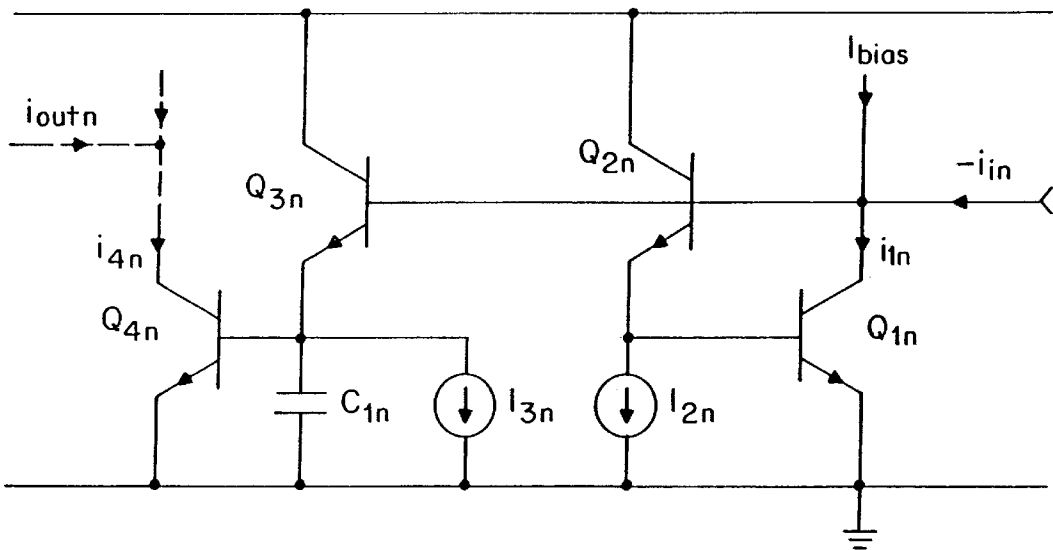 I_bias
i_outn
Q_2n
-i_in
Q_3n
i_4n
i_1n
Q_4n
Q_1n
C_1n
I_3n
I_2n